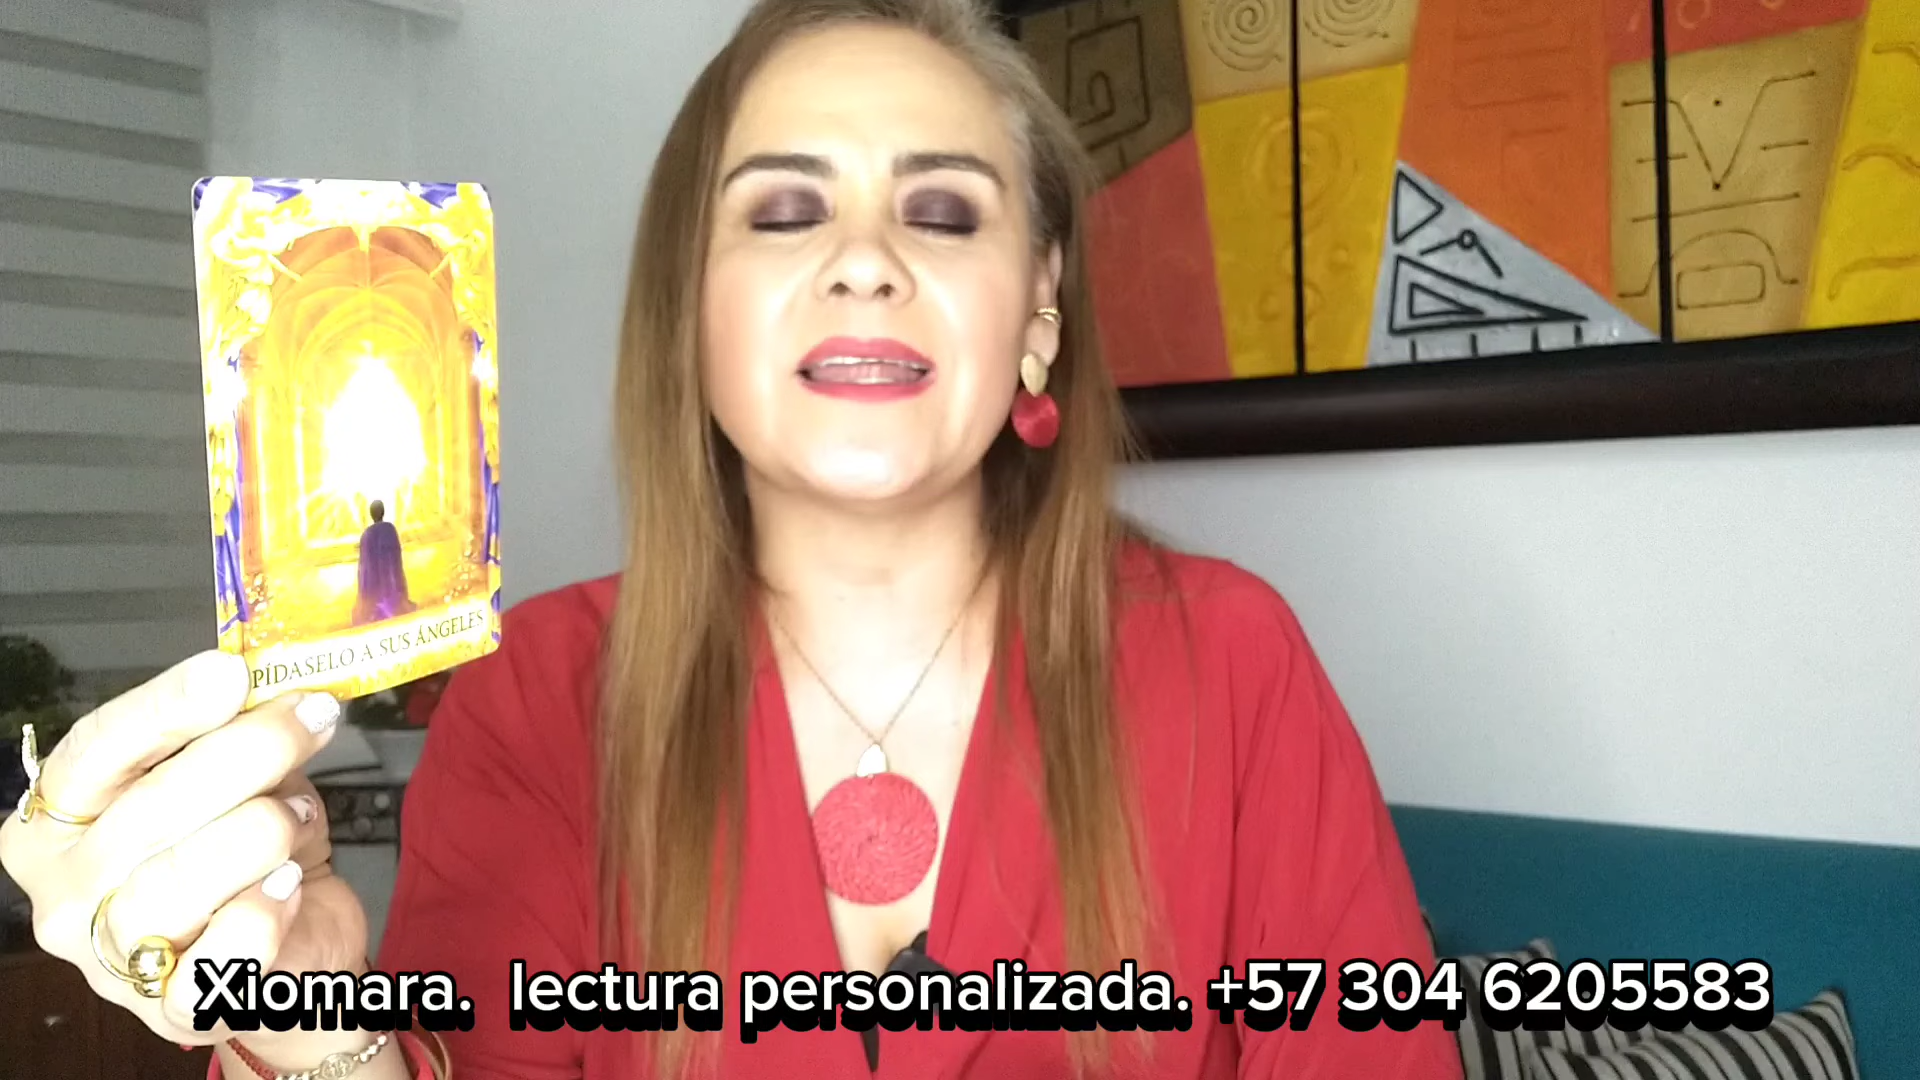 PÍDASELO A SUS ÁNGELES
Xiomara. lectura personalizada. +57 304 6205583